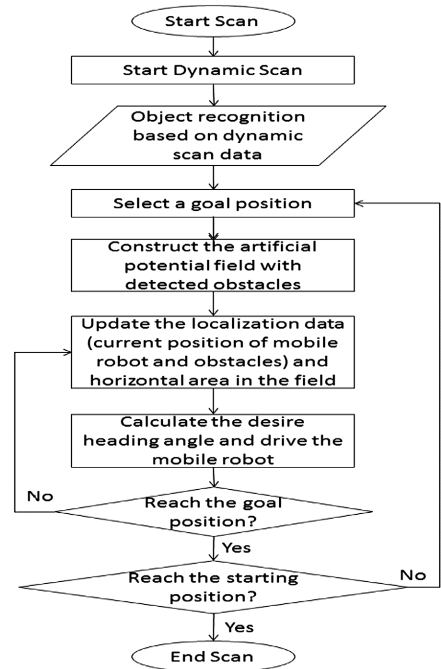 Start Scan
Start Dynamic Scan
Object recognition
based on dynamic
scan data
Select a goal position
Construct the artificial
potential field with
detected obstacles
Update the localization data
(current position of mobile
robot and obstacles) and
horizontal area in the field
Calculate the desire
heading angle and drive the
mobile robot
No
Reach the goal
position?
Yes
Reach the starting
position?
No
Yes
End Scan